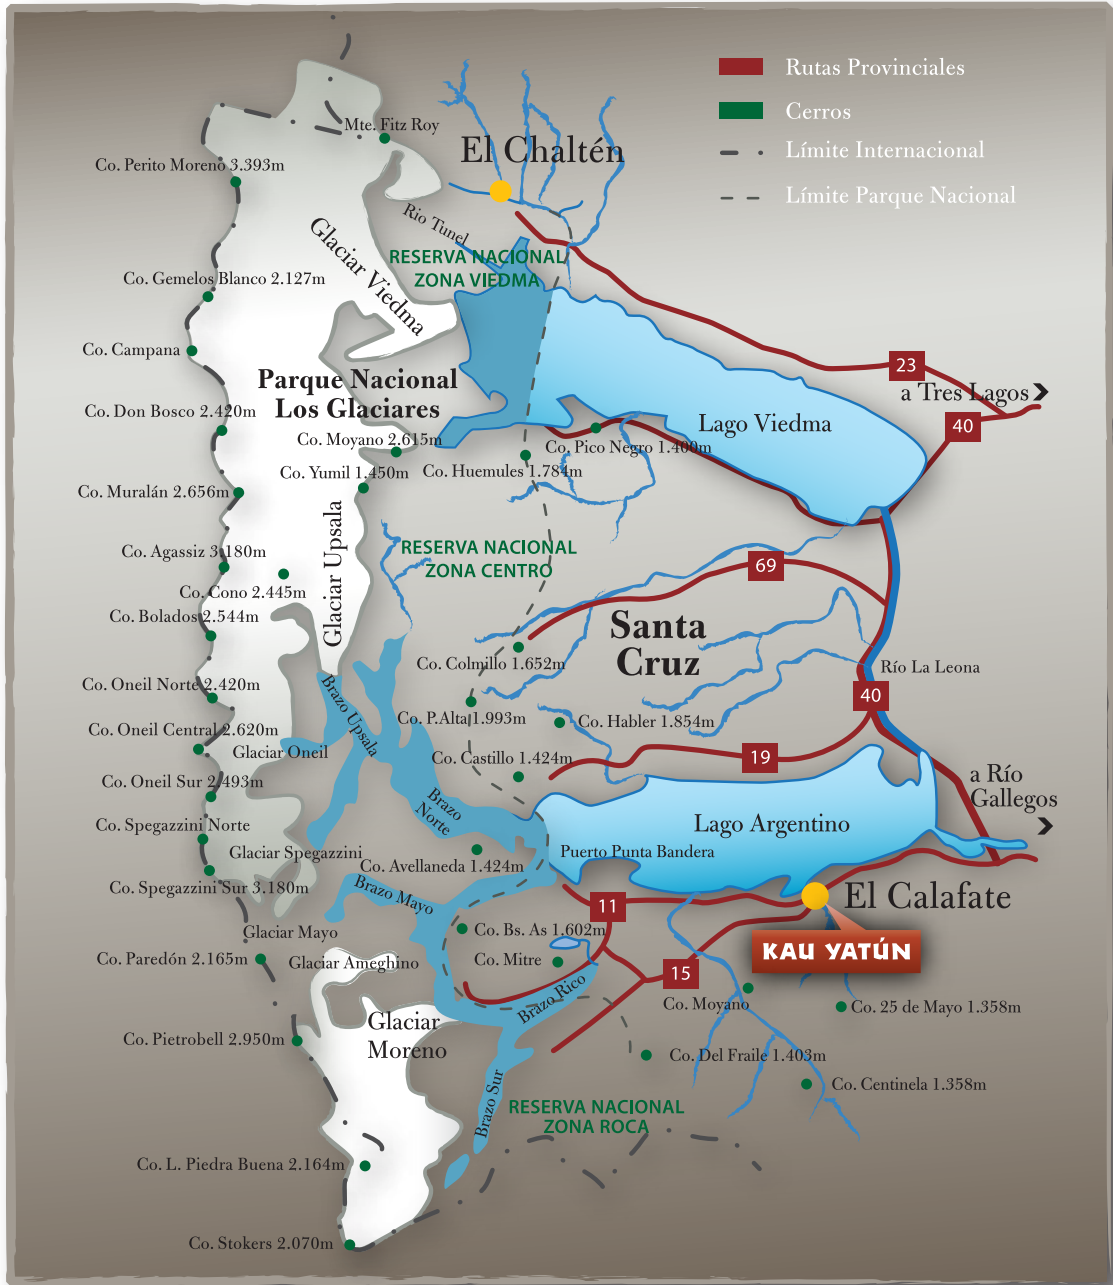 Rutas Provinciales
Cerros
Límite Internacional
Límite Parque Nacional
Mte. Fitz Roy
El Chaltén
Co. Perito Moreno 3.393m
Rio Tunel
Glaciar Viedma
RESERVA NACIONAL
ZONA VIEDMA
Co. Gemelos Blanco 2.127m
Co. Campana
23
a Tres Lagos
Parque Nacional
Los Glaciares
Co. Don Bosco 2.420m
40
Lago Viedma
Co. Moyano 2.615m
Co. Pico Negro 1.400m
Co. Yumil 1.450m
Co. Huemules 1.784m
Co. Muralán 2.656m
Glaciar Upsala
Co. Agassiz 3.180m
RESERVA NACIONAL
ZONA CENTRO
69
Co. Cono 2.445m
Co. Bolados 2.544m
Santa
Cruz
Co. Colmillo 1.652m
Río La Leona
Co. Oneil Norte 2.420m
Brazo Upsala
40
Co. P.Alta 1.993m
Co. Habler 1.854m
Co. Oneil Central 2.620m
Glaciar Oneil
Co. Castillo 1.424m
19
a Río
Gallegos
Co. Oneil Sur 2.493m
Brazo
Norte
Co. Spegazzini Norte
Lago Argentino
Glaciar Spegazzini
Puerto Punta Bandera
Co. Avellaneda 1.424m
Co. Spegazzini Sur 3.180m
Brazo Mayo
El Calafate
11
Glaciar Mayo
Co. Bs. As 1.602m
KAU YATÚN
Co. Paredón 2.165m
Glaciar Ameghino
Co. Mitre
15
Brazo Rico
Co. Moyano
Co. 25 de Mayo 1.358m
Glaciar
Moreno
Co. Pietrobell 2.950m
Co. Del Fraile 1.403m
Co. Centinela 1.358m
Brazo Sur
RESERVA NACIONAL
ZONA ROCA
Co. L. Piedra Buena 2.164m
Co. Stokers 2.070m